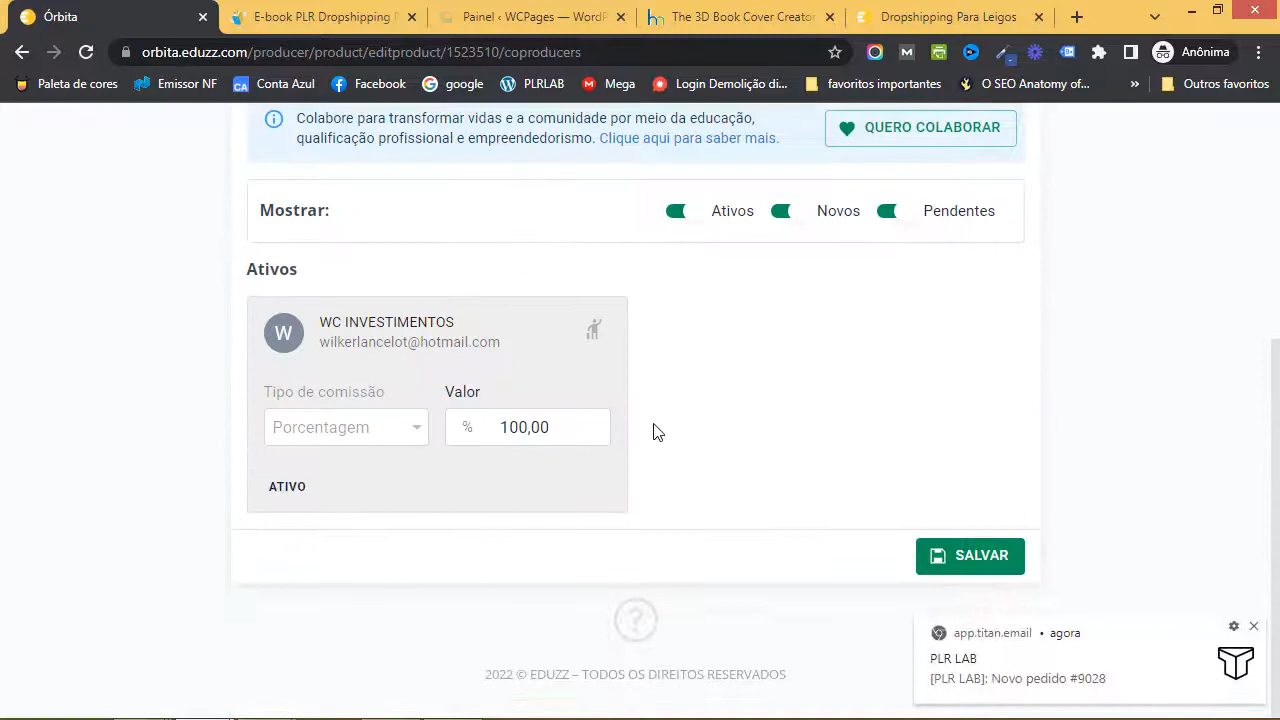 Órbita
E-book PLR Dropshipping P
Painel ‹ WCPages — WordP
The 3D Book Cover Creator
Dropshipping Para Leigos
orbita.eduzz.com/producer/product/editproduct/1523510/coproducers
Anônima
Paleta de cores
Emissor NF
CA
Conta Azul
Facebook
google
PLRLAB
Mega
Login Demolição di...
favoritos importantes
O SEO Anatomy of...
»
Outros favoritos
Colabore para transformar vidas e a comunidade por meio da educação,
qualificação profissional e empreendedorismo. Clique aqui para saber mais.
QUERO COLABORAR
Mostrar:
Ativos
Novos
Pendentes
Ativos
W
WC INVESTIMENTOS
wilkerlancelot@hotmail.com
Tipo de comissão
Valor
Porcentagem
% 100,00
ATIVO
SALVAR
?
app.titan.email • agora
PLR LAB
[PLR LAB]: Novo pedido #9028
2022 © EDUZZ – TODOS OS DIREITOS RESERVADOS